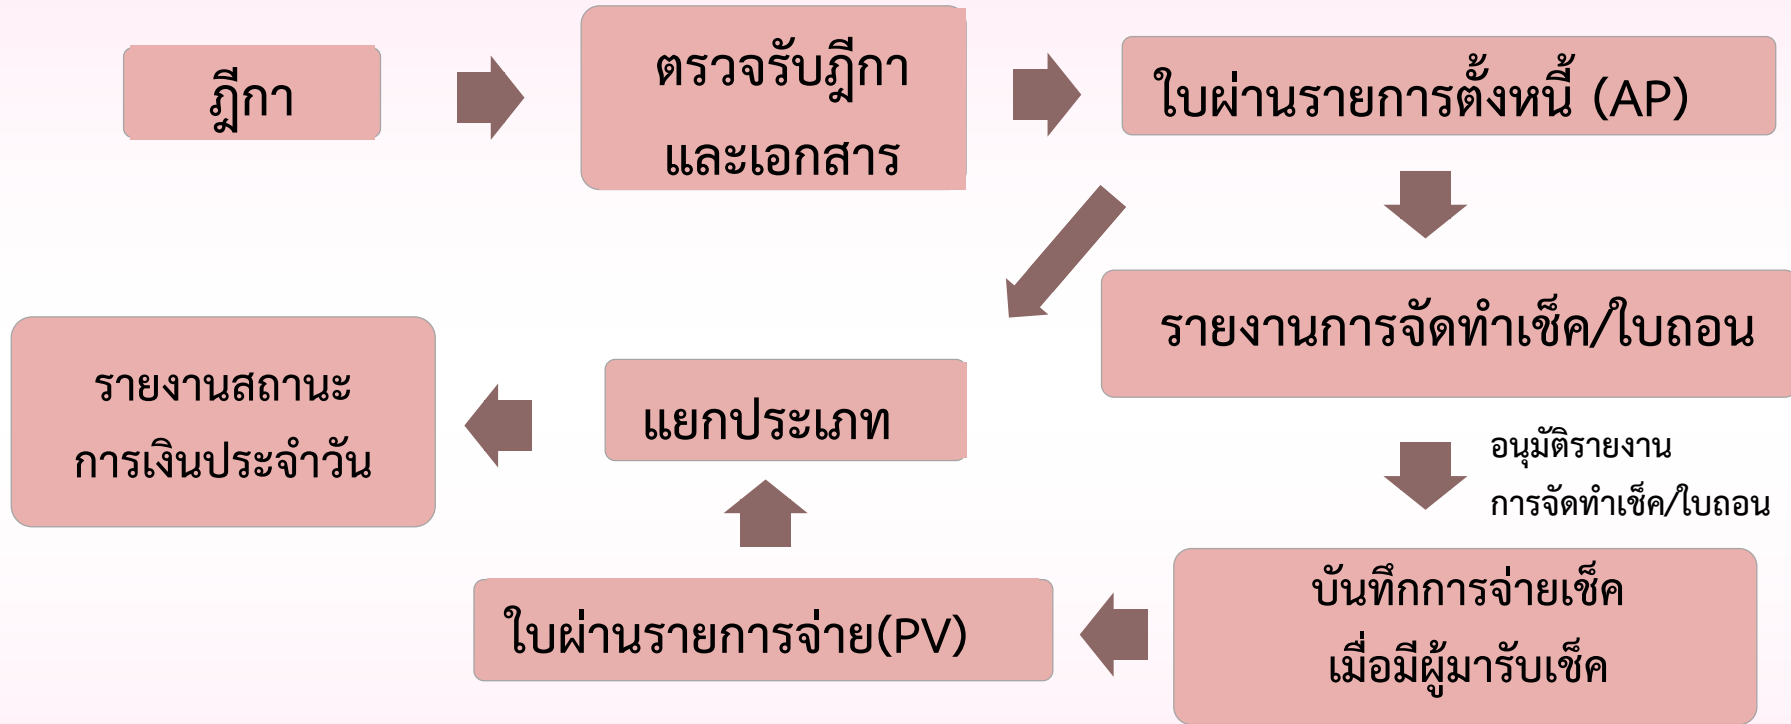 ฎีกา
ตรวจรับฎีกา
และเอกสาร
ใบผ่านรายการตั้งหนี้ (AP)
รายงานการจัดทำเช็ค/ใบถอน
อนุมัติรายงาน
การจัดทำเช็ค/ใบถอน
บันทึกการจ่ายเช็ค
เมื่อมีผู้มารับเช็ค
ใบผ่านรายการจ่าย(PV)
แยกประเภท
รายงานสถานะ
การเงินประจำวัน